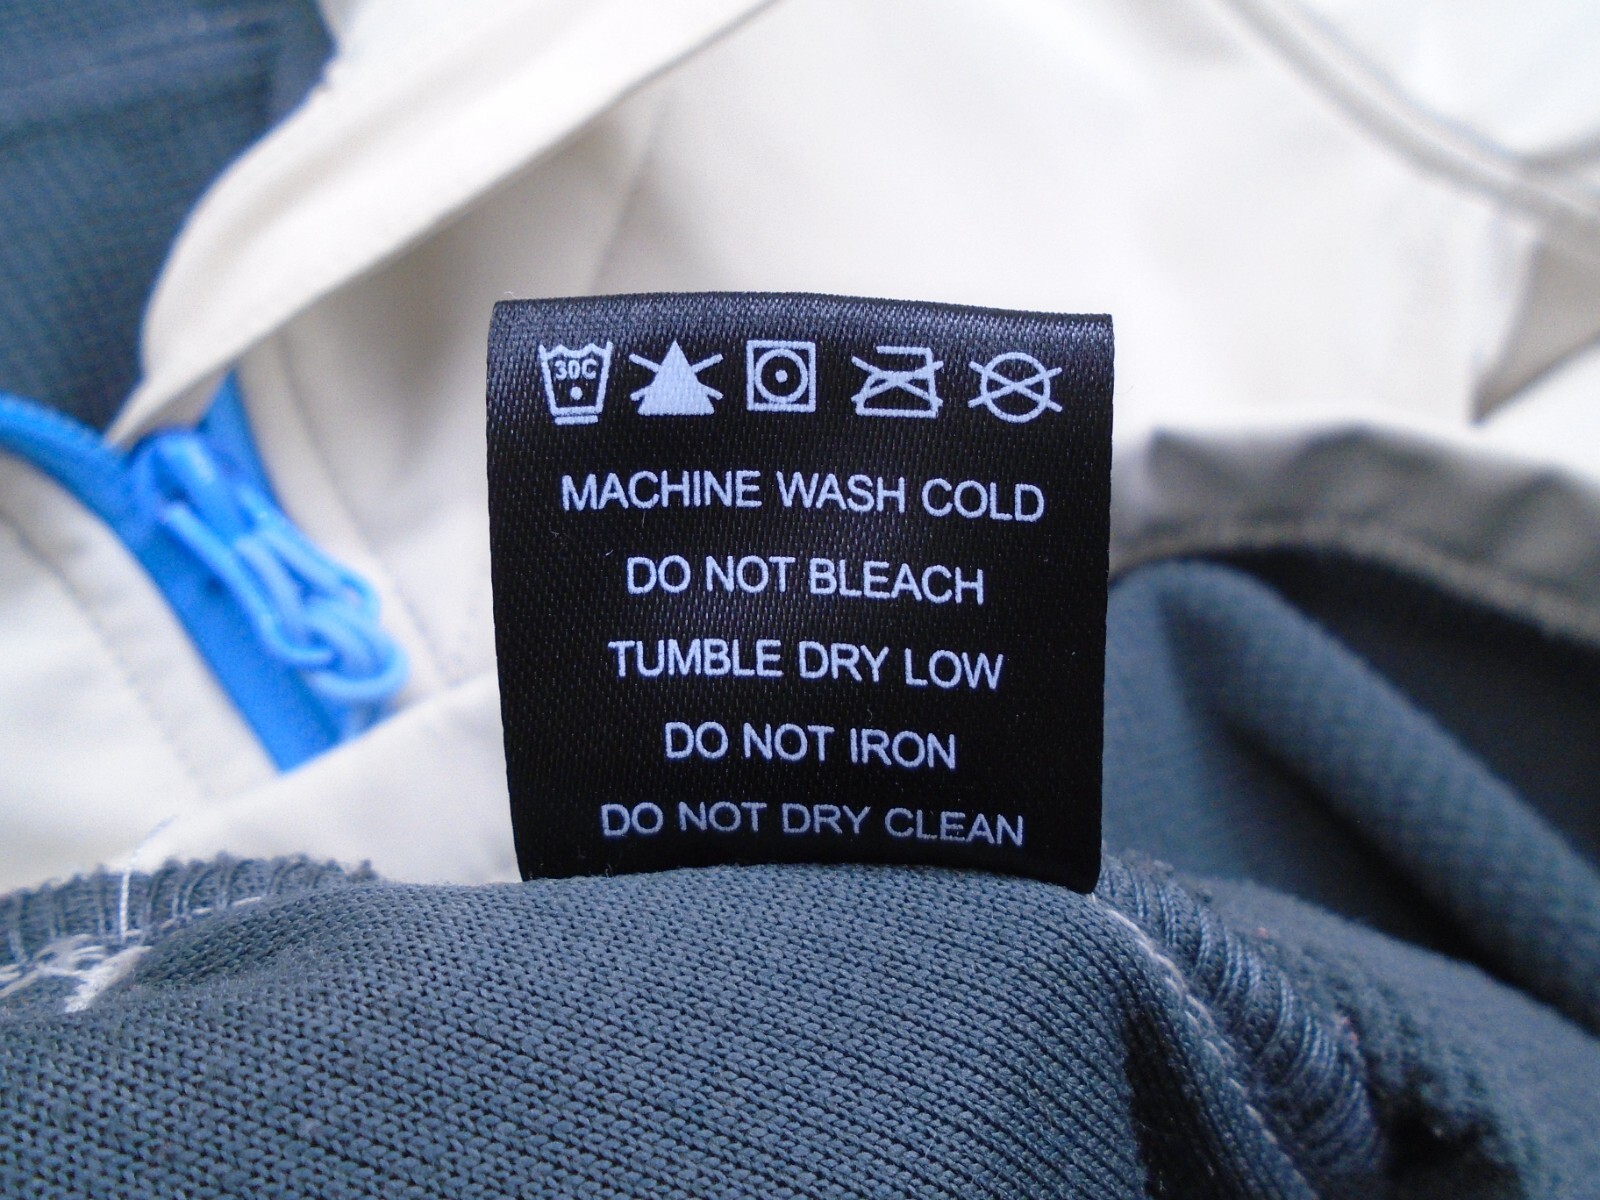 30C
MACHINE WASH COLD
DO NOT BLEACH
TUMBLE DRY LOW
DO NOT IRON
DO NOT DRY CLEAN